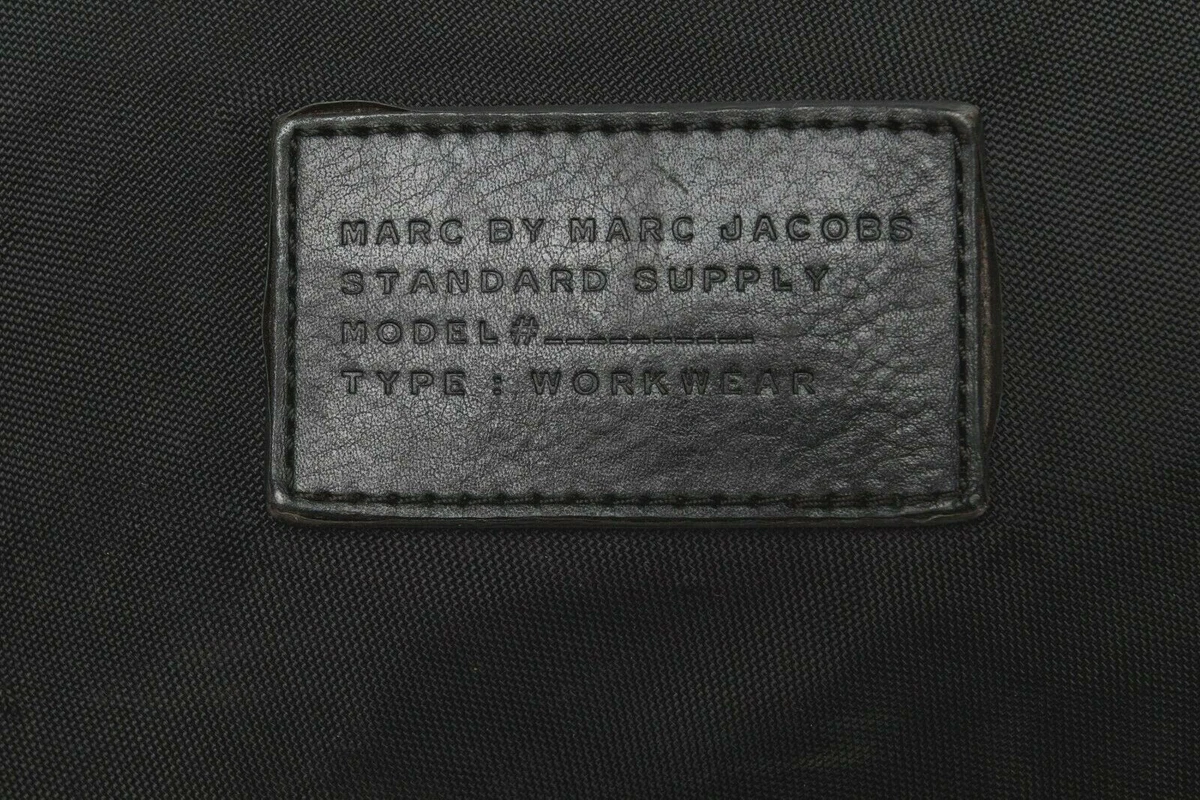 MARC BY MARC JACOBS
STANDARD SUPPLY
MODEL#__________
TYPE : WORKWEAR